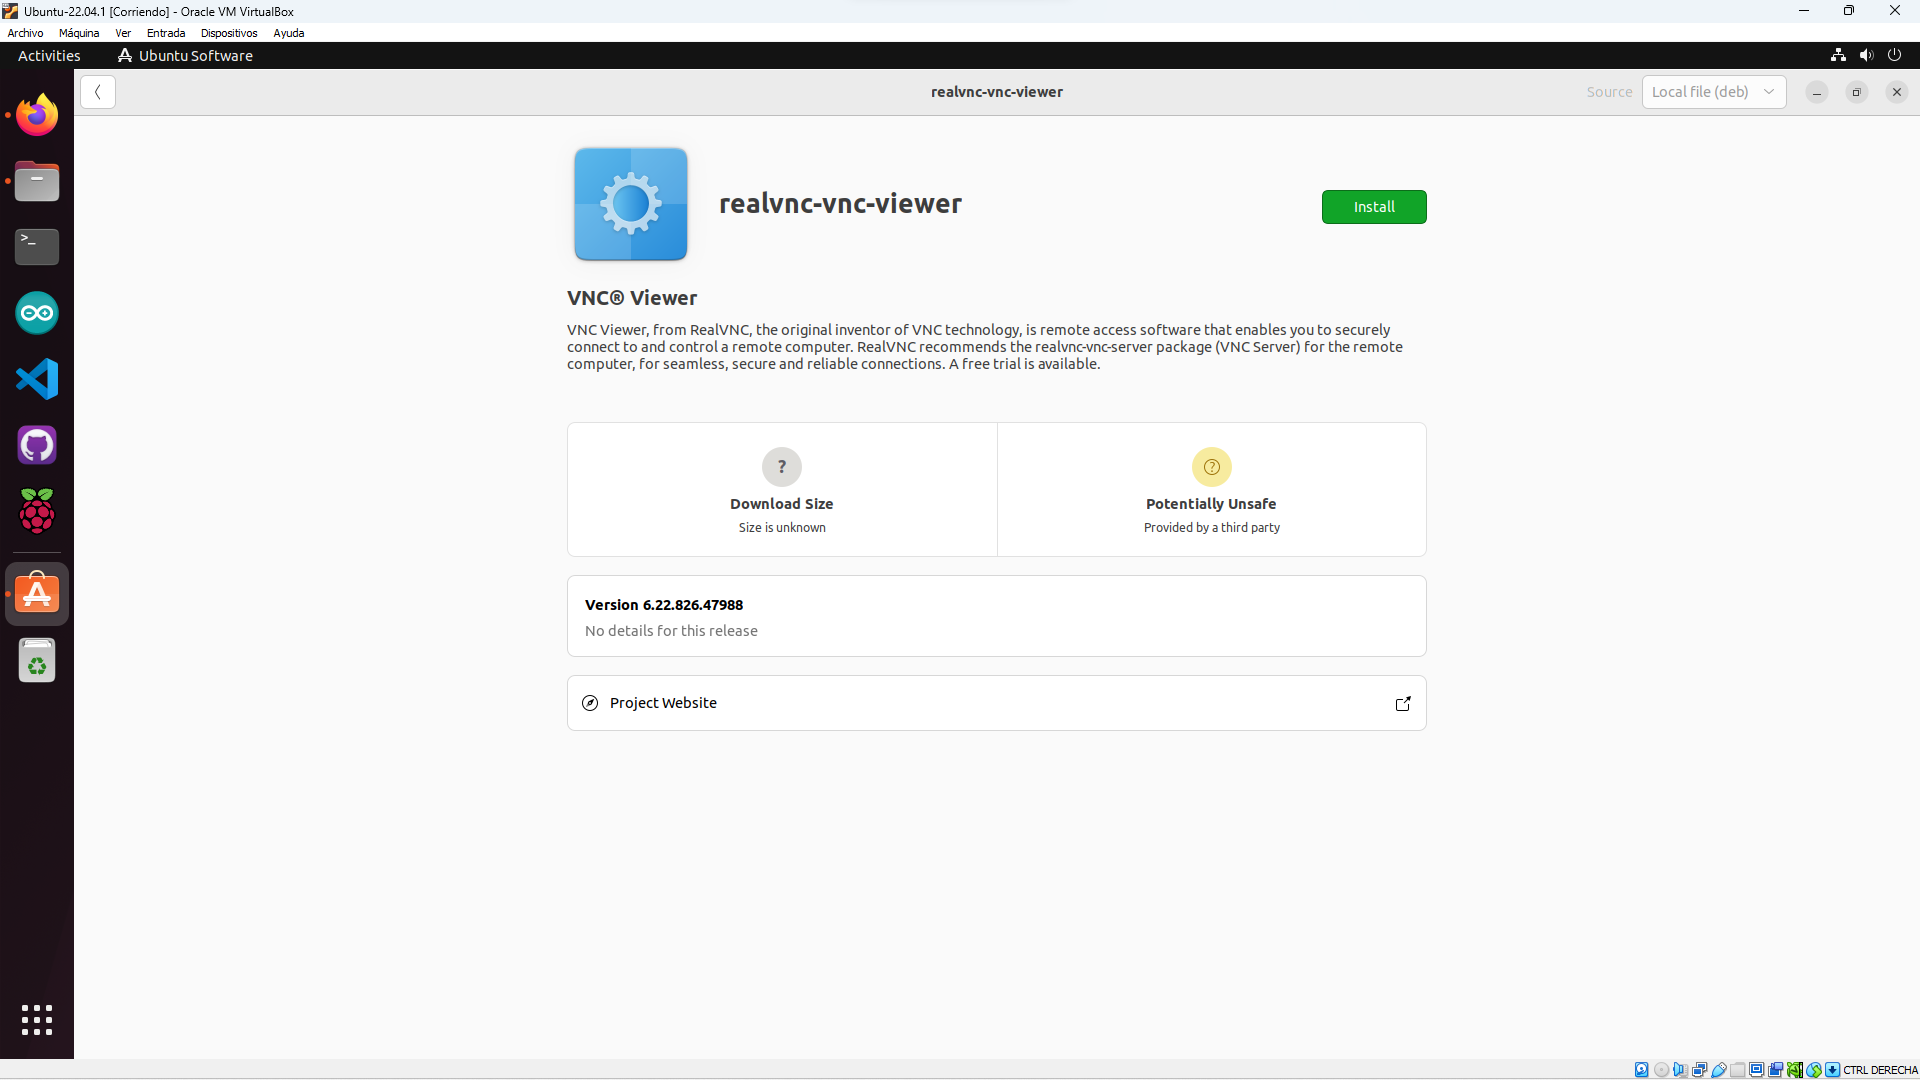 Ubuntu-22.04.1 [Corriendo] - Oracle VM VirtualBox
Archivo Máquina Ver Entrada Dispositivos Ayuda
Activities Ubuntu Software
realvnc-vnc-viewer Source Local file (deb)
realvnc-vnc-viewer
Install
VNC® Viewer
VNC Viewer, from RealVNC, the original inventor of VNC technology, is remote access software that enables you to securely
connect to and control a remote computer. RealVNC recommends the realvnc-vnc-server package (VNC Server) for the remote
computer, for seamless, secure and reliable connections. A free trial is available.
Download Size
Size is unknown
Potentially Unsafe
Provided by a third party
Version 6.22.826.47988
No details for this release
Project Website
CTRL DERECHA